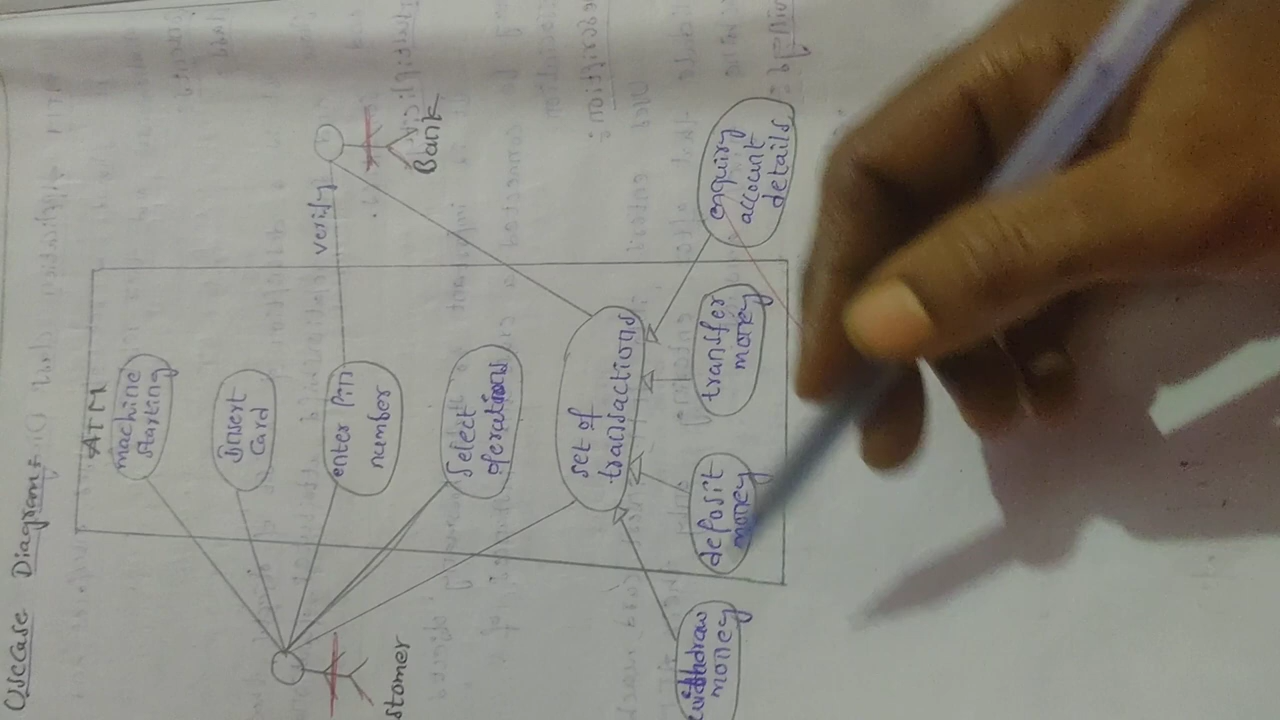 Usecase Diagram:-
ATM
machine
starting
Insert
Card
enter Pin
number
verify
Bank
Select
operations
stomer
set of
transactions
withdraw
money
deposit
money
transfer
money
enquiry
account
details